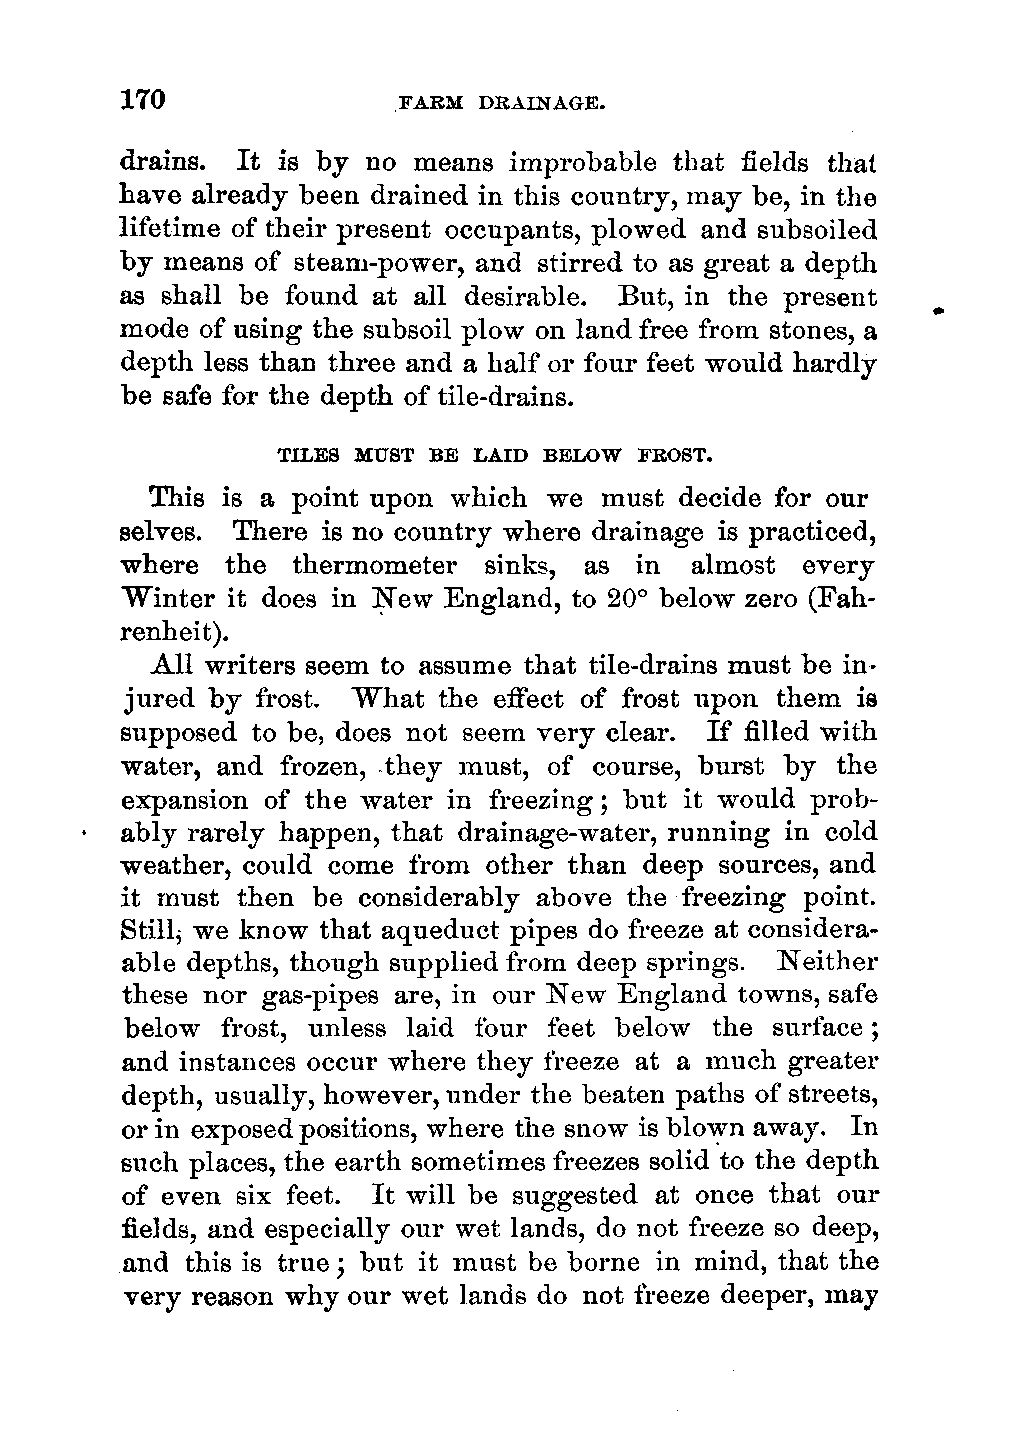 170 FARM DRAINAGE.
drains. It is by no means improbable that fields that
have already been drained in this country, may be, in the
lifetime of their present occupants, plowed and subsoiled
by means of steam-power, and stirred to as great a depth
as shall be found at all desirable. But, in the present
mode of using the subsoil plow on land free from stones, a
depth less than three and a half or four feet would hardly
be safe for the depth of tile-drains.
TILES MUST BE LAID BELOW FROST.
This is a point upon which we must decide for our
selves. There is no country where drainage is practiced,
where the thermometer sinks, as in almost every
Winter it does in New England, to 20° below zero (Fah-
renheit).
All writers seem to assume that tile-drains must be in-
jured by frost. What the effect of frost upon them is
supposed to be, does not seem very clear. If filled with
water, and frozen, they must, of course, burst by the
expansion of the water in freezing; but it would prob-
ably rarely happen, that drainage-water, running in cold
weather, could come from other than deep sources, and
it must then be considerably above the freezing point.
Still, we know that aqueduct pipes do freeze at considera-
able depths, though supplied from deep springs. Neither
these nor gas-pipes are, in our New England towns, safe
below frost, unless laid four feet below the surface;
and instances occur where they freeze at a much greater
depth, usually, however, under the beaten paths of streets,
or in exposed positions, where the snow is blown away. In
such places, the earth sometimes freezes solid to the depth
of even six feet. It will be suggested at once that our
fields, and especially our wet lands, do not freeze so deep,
and this is true; but it must be borne in mind, that the
very reason why our wet lands do not freeze deeper, may